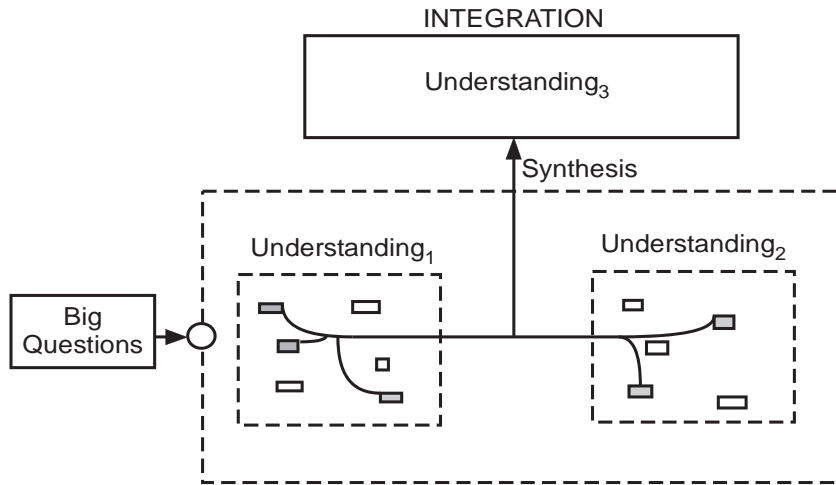 INTEGRATION
Understanding₃
Synthesis
Understanding₁
Understanding₂
Big
Questions